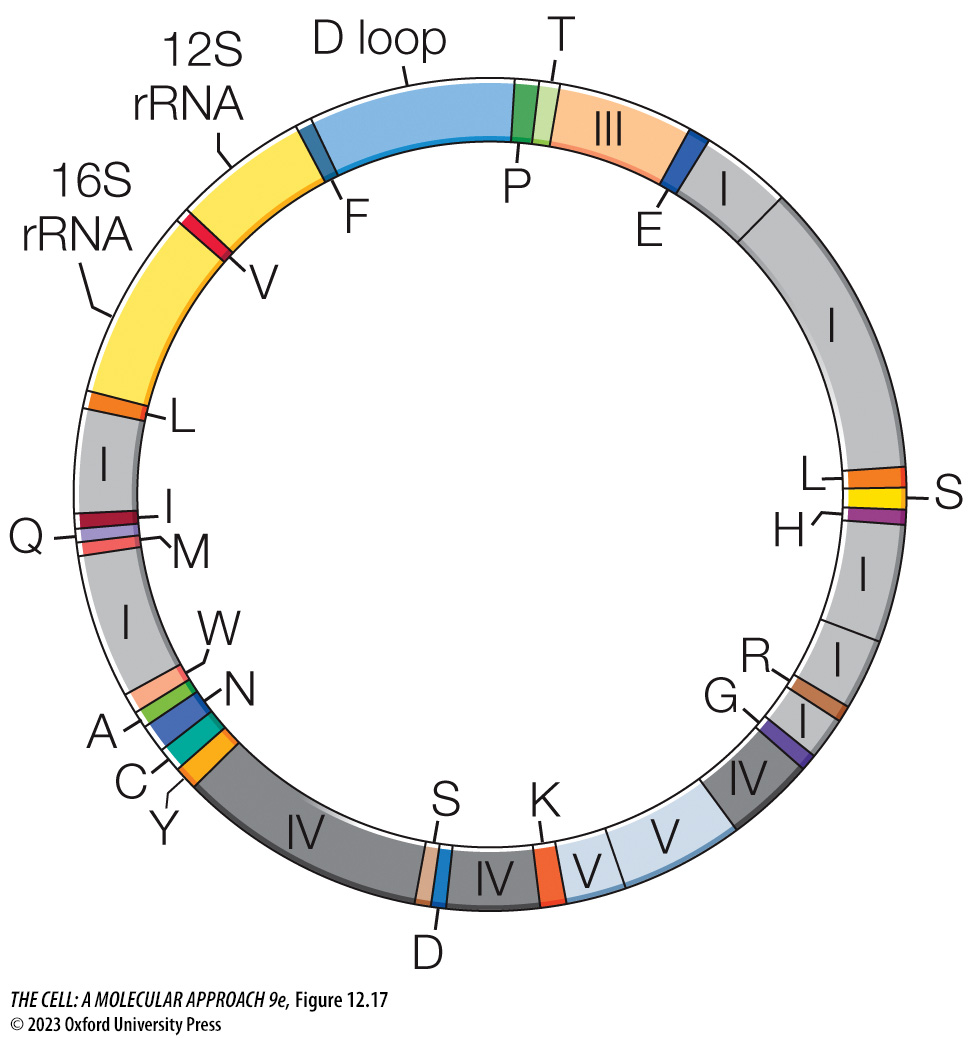 D loop
T
12S
rRNA
III
P
F
E
I
16S
rRNA
V
I
L
I
L
S
H
I
Q
M
I
I
W
R
I
N
G
I
A
C
IV
Y
S
K
V
IV
IV
V
D
THE CELL: A MOLECULAR APPROACH 9e, Figure 12.17
© 2023 Oxford University Press